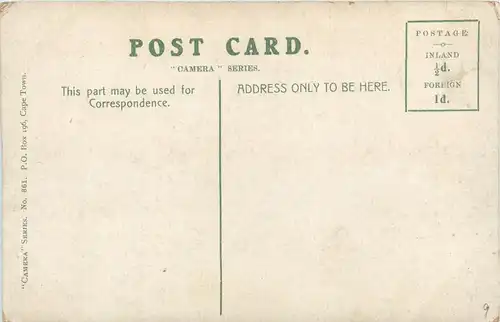 POST CARD.
"CAMERA" SERIES.
This part may be used for
Correspondence.
ADDRESS ONLY TO BE HERE.
POSTAGE
INLAND
½d.
FOREIGN
1d.
"CAMERA" SERIES. No. 861. P.O. Box 196, Cape Town.
9